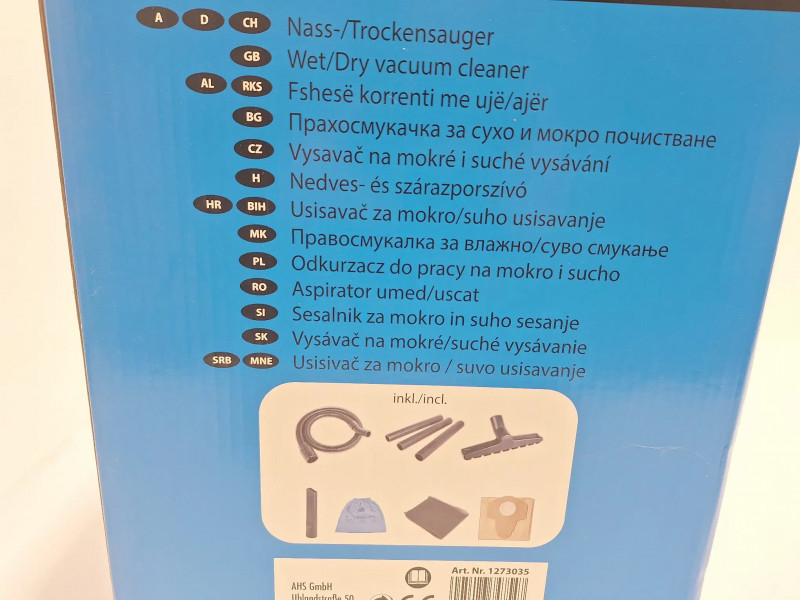 A D CH Nass-/Trockensauger
GB Wet/Dry vacuum cleaner
AL RKS Fshesë korrenti me ujë/ajër
BG Прахосмукачка за сухо и мокро почистване
CZ Vysavač na mokré i suché vysávání
H Nedves- és szárazporszívó
HR BIH Usisavač za mokro/suho usisavanje
MK Правосмукалка за влажно/суво смукање
PL Odkurzacz do pracy na mokro i sucho
RO Aspirator umed/uscat
SI Sesalnik za mokro in suho sesanje
SK Vysávač na mokré/suché vysávanie
SRB MNE Usisivač za mokro / suvo usisavanje
inkl./incl.
Art. Nr. 1273035
AHS GmbH
Uhlandstraße 50
CE